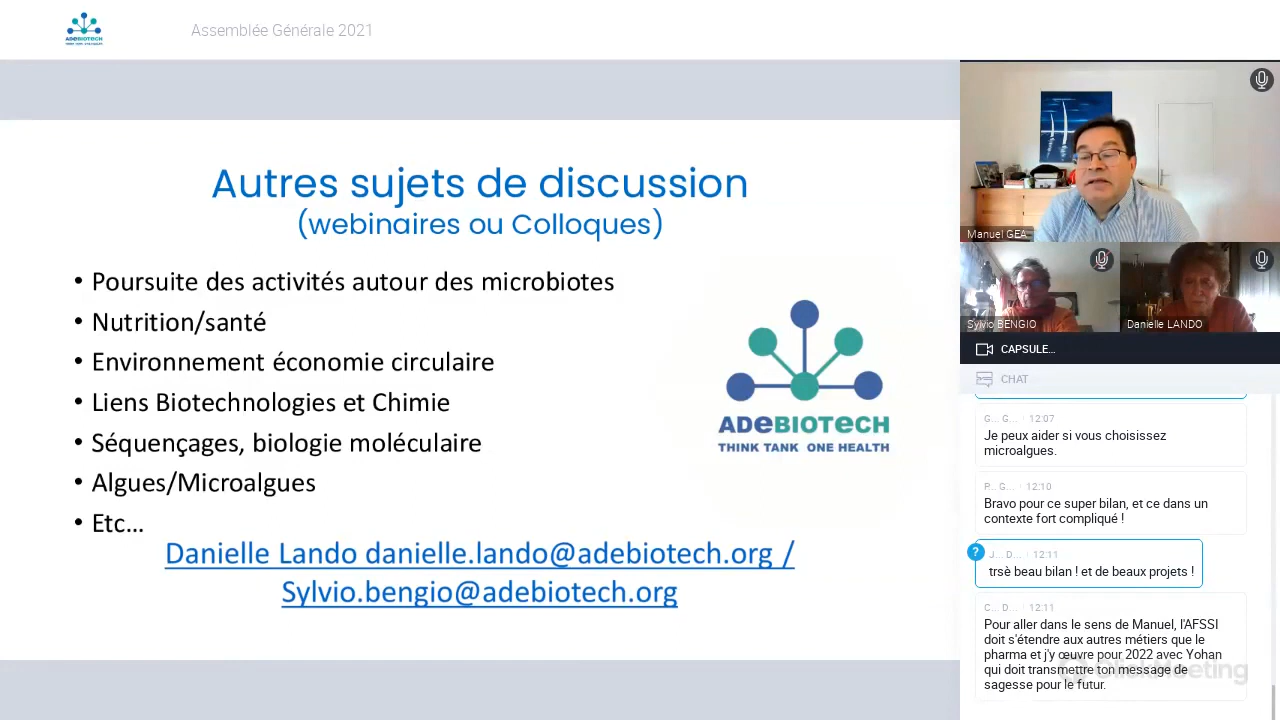 ADEBIOTECH
Assemblée Générale 2021
Autres sujets de discussion
(webinaires ou Colloques)
• Poursuite des activités autour des microbiotes
• Nutrition/santé
• Environnement économie circulaire
• Liens Biotechnologies et Chimie
• Séquençages, biologie moléculaire
• Algues/Microalgues
• Etc…
Danielle Lando danielle.lando@adebiotech.org /
Sylvio.bengio@adebiotech.org
ADEBIOTECH
THINK TANK ONE HEALTH
Manuel GEA
Sylvio BENGIO
Danielle LANDO
CAPSULE...
CHAT
G... G... 12:07
Je peux aider si vous choisissez
microalgues.
P... G... 12:10
Bravo pour ce super bilan, et ce dans un
contexte fort compliqué !
?
J... D... 12:11
trsè beau bilan ! et de beaux projets !
C... D... 12:11
Pour aller dans le sens de Manuel, l'AFSSI
doit s'étendre aux autres métiers que le
pharma et j'y œuvre pour 2022 avec Yohan
qui doit transmettre ton message de
sagesse pour le futur.
ClickMeeting